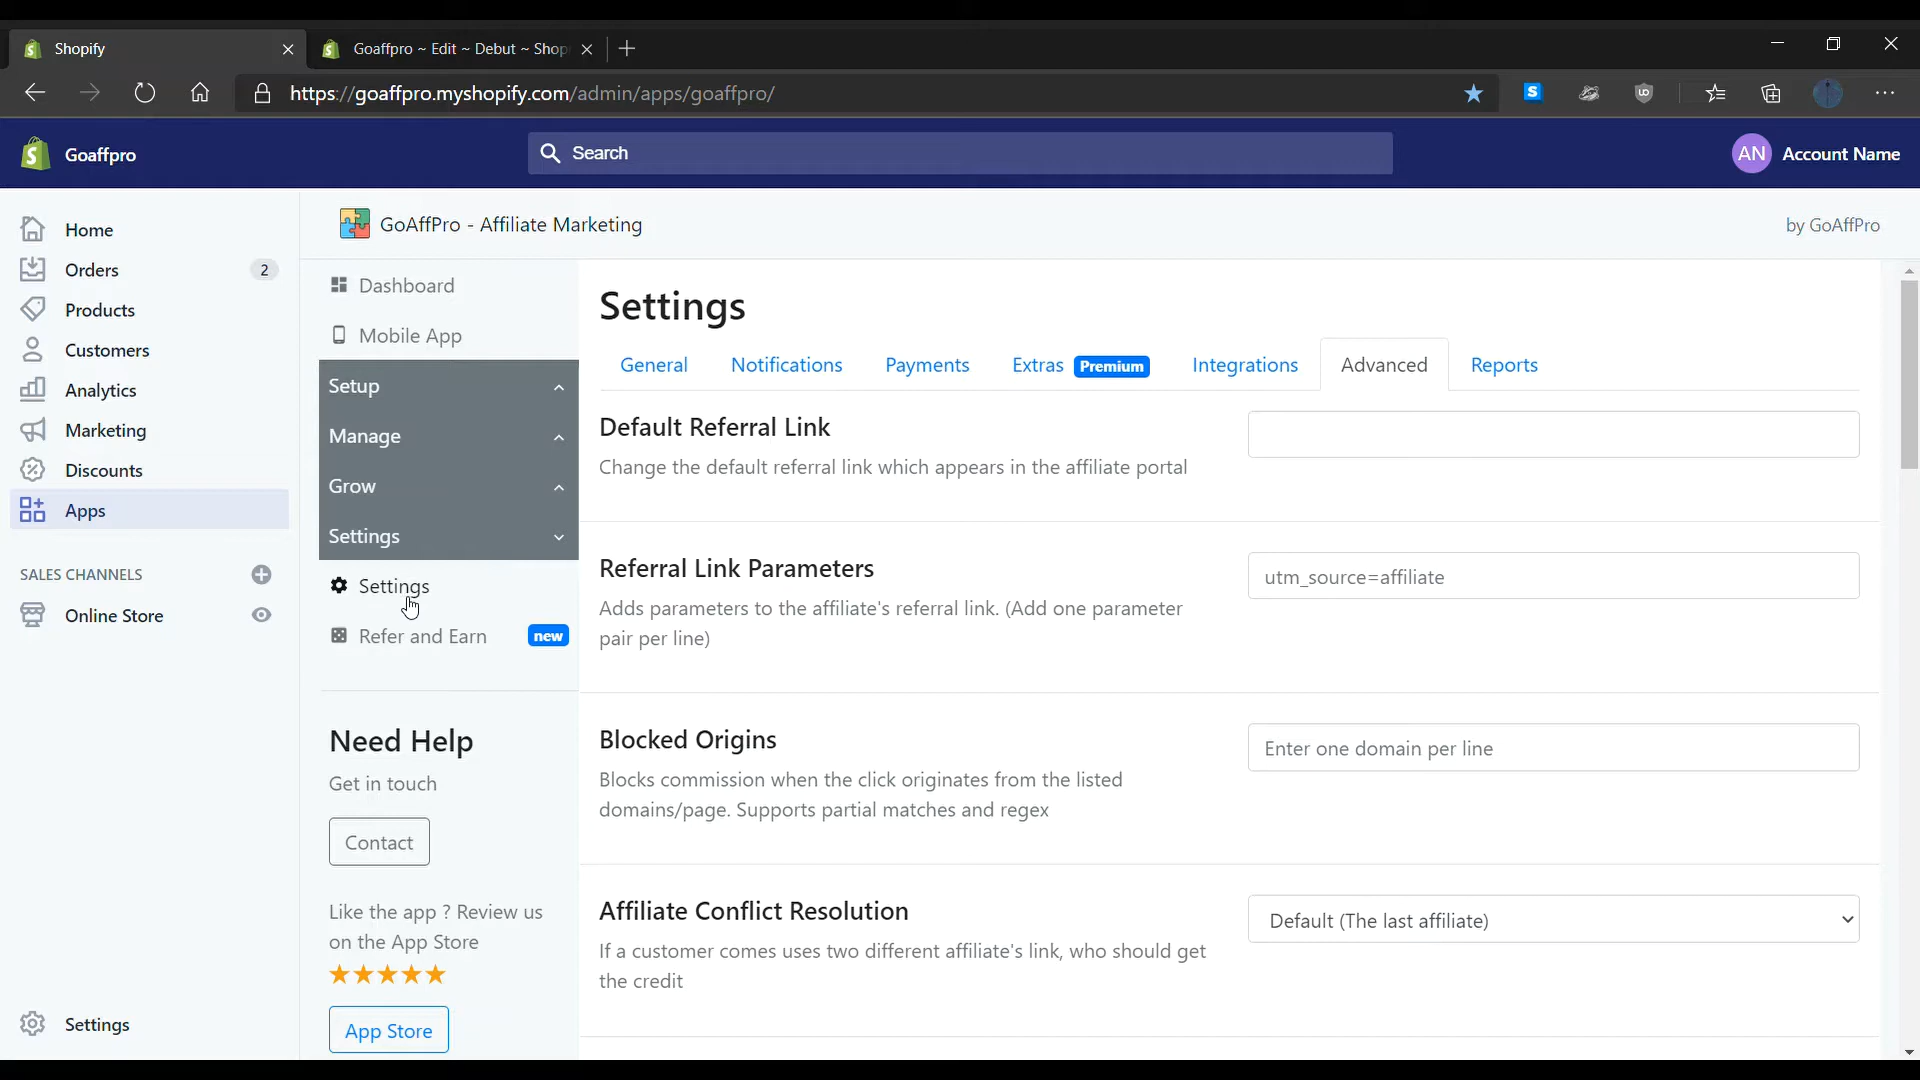 Shopify
Goaffpro ~ Edit ~ Debut ~ Shop
https://goaffpro.myshopify.com/admin/apps/goaffpro/
Goaffpro
Search
AN Account Name
Home
Orders 2
Products
Customers
Analytics
Marketing
Discounts
Apps
SALES CHANNELS
Online Store
Settings
GoAffPro - Affiliate Marketing
by GoAffPro
Dashboard
Mobile App
Setup
Manage
Grow
Settings
Settings
Refer and Earn new
Need Help
Get in touch
Contact
Like the app ? Review us
on the App Store
App Store
Settings
General Notifications Payments Extras Premium Integrations Advanced Reports
Default Referral Link
Change the default referral link which appears in the affiliate portal
Referral Link Parameters
utm_source=affiliate
Adds parameters to the affiliate's referral link. (Add one parameter
pair per line)
Blocked Origins
Enter one domain per line
Blocks commission when the click originates from the listed
domains/page. Supports partial matches and regex
Affiliate Conflict Resolution
Default (The last affiliate)
If a customer comes uses two different affiliate's link, who should get
the credit